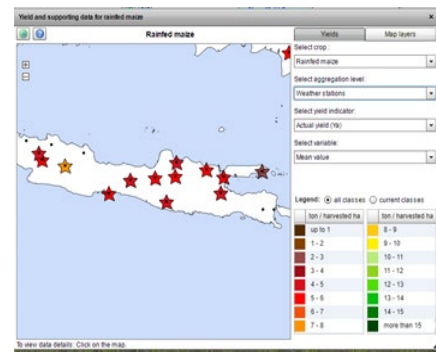 Yield and supporting data for rainfed maize
Rainfed maize
Yields
Map layers
Select crop :
Rainfed maize
Select aggregation level:
Weather stations
Select yield indicator:
Actual yield (Ya)
Select variable:
Mean value
Legend: all classes current classes
ton / harvested ha ton / harvested ha
up to 1 8 - 9
1 - 2 9 - 10
2 - 3 10 - 11
3 - 4 11 - 12
4 - 5 12 - 13
5 - 6 13 - 14
6 - 7 14 - 15
7 - 8 more than 15
To view data details: Click on the map.